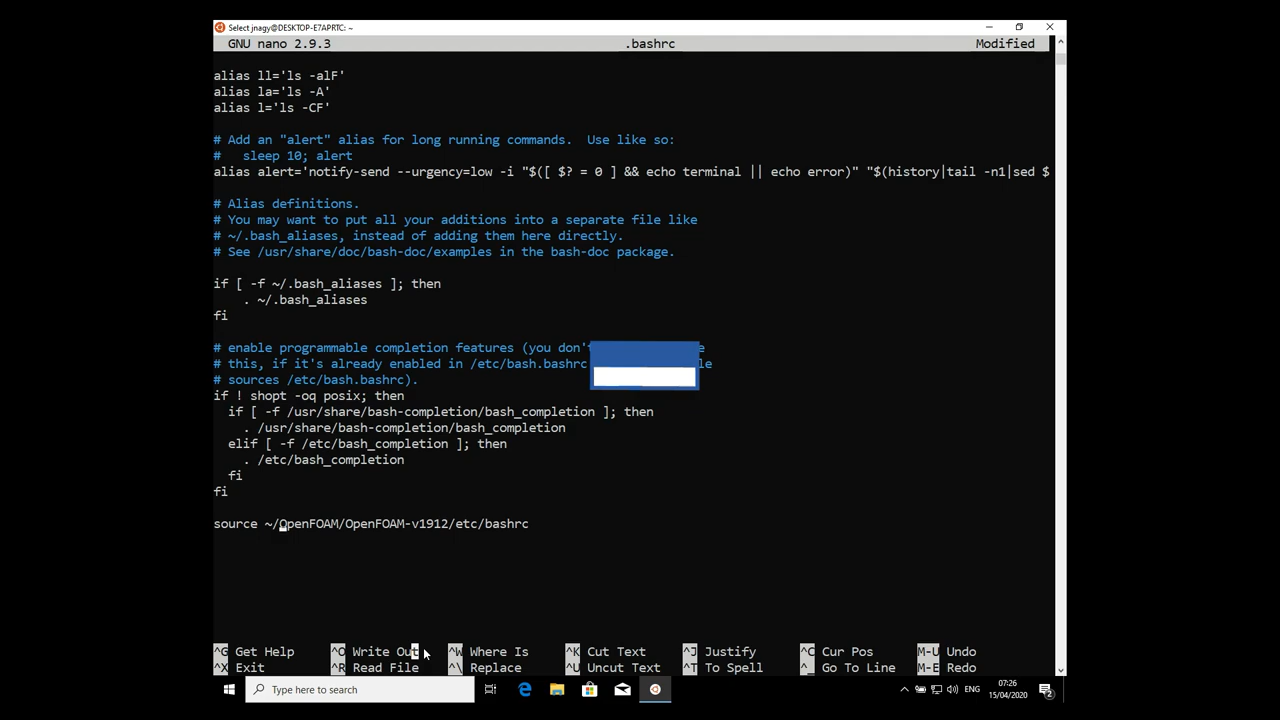 Select jnagy@DESKTOP-E7APRTC: ~
GNU nano 2.9.3 .bashrc Modified
alias ll='ls -alF'
alias la='ls -A'
alias l='ls -CF'
# Add an "alert" alias for long running commands.  Use like so:
#   sleep 10; alert
alias alert='notify-send --urgency=low -i "$([ $? = 0 ] && echo terminal || echo error)" "$(history|tail -n1|sed $
# Alias definitions.
# You may want to put all your additions into a separate file like
# ~/.bash_aliases, instead of adding them here directly.
# See /usr/share/doc/bash-doc/examples in the bash-doc package.
if [ -f ~/.bash_aliases ]; then
    . ~/.bash_aliases
fi
# enable programmable completion features (you don'
# this, if it's already enabled in /etc/bash.bashrc
# sources /etc/bash.bashrc).
if ! shopt -oq posix; then
  if [ -f /usr/share/bash-completion/bash_completion ]; then
    . /usr/share/bash-completion/bash_completion
  elif [ -f /etc/bash_completion ]; then
    . /etc/bash_completion
  fi
fi
source ~/OpenFOAM/OpenFOAM-v1912/etc/bashrc
^G Get Help ^O Write Out ^W Where Is ^K Cut Text ^J Justify ^C Cur Pos M-U Undo
^X Exit ^R Read File ^\ Replace ^U Uncut Text ^T To Spell ^_ Go To Line M-E Redo
Type here to search
ENG
07:26
15/04/2020
2